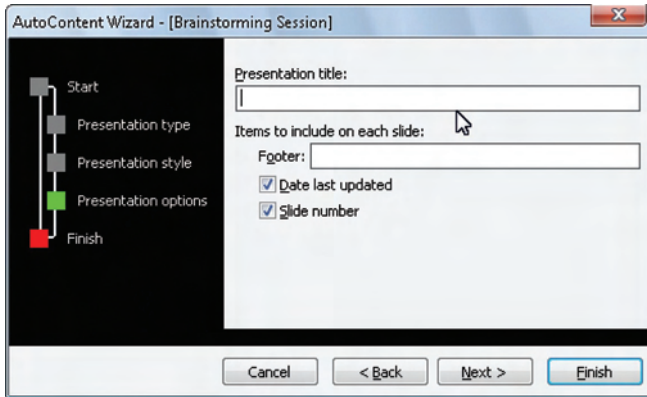 AutoContent Wizard - [Brainstorming Session]
Start
Presentation type
Presentation style
Presentation options
Finish
Presentation title:
Items to include on each slide:
Footer:
Date last updated
Slide number
Cancel
< Back
Next >
Finish